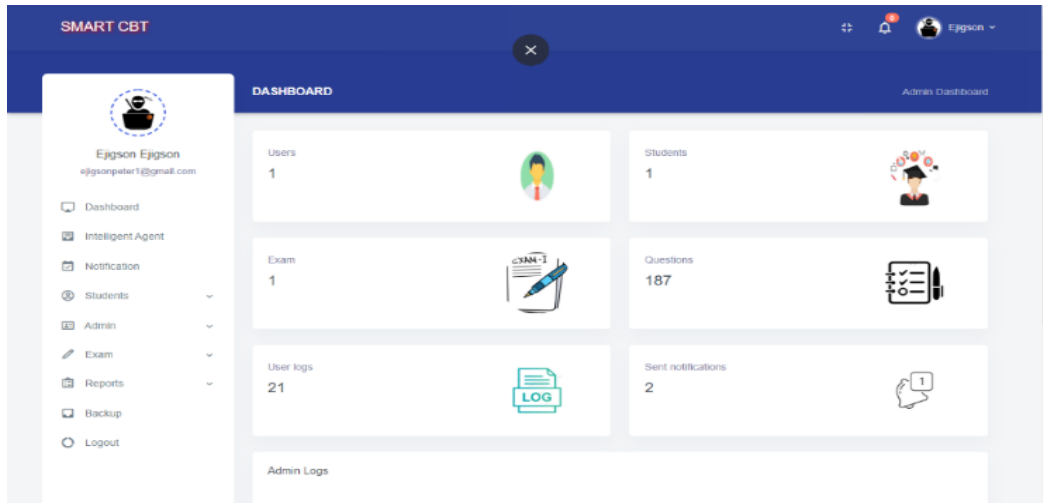 SMART CBT
0
Ejigson
DASHBOARD
Admin Dashboard
Ejigson Ejigson
ejigsonpeter1@gmail.com
Dashboard
Intelligent Agent
Notification
Students
Admin
Exam
Reports
Backup
Logout
Users
1
Students
1
Exam
1
EXAM-I
Questions
187
User logs
21
LOG
Sent notifications
2
1
Admin Logs